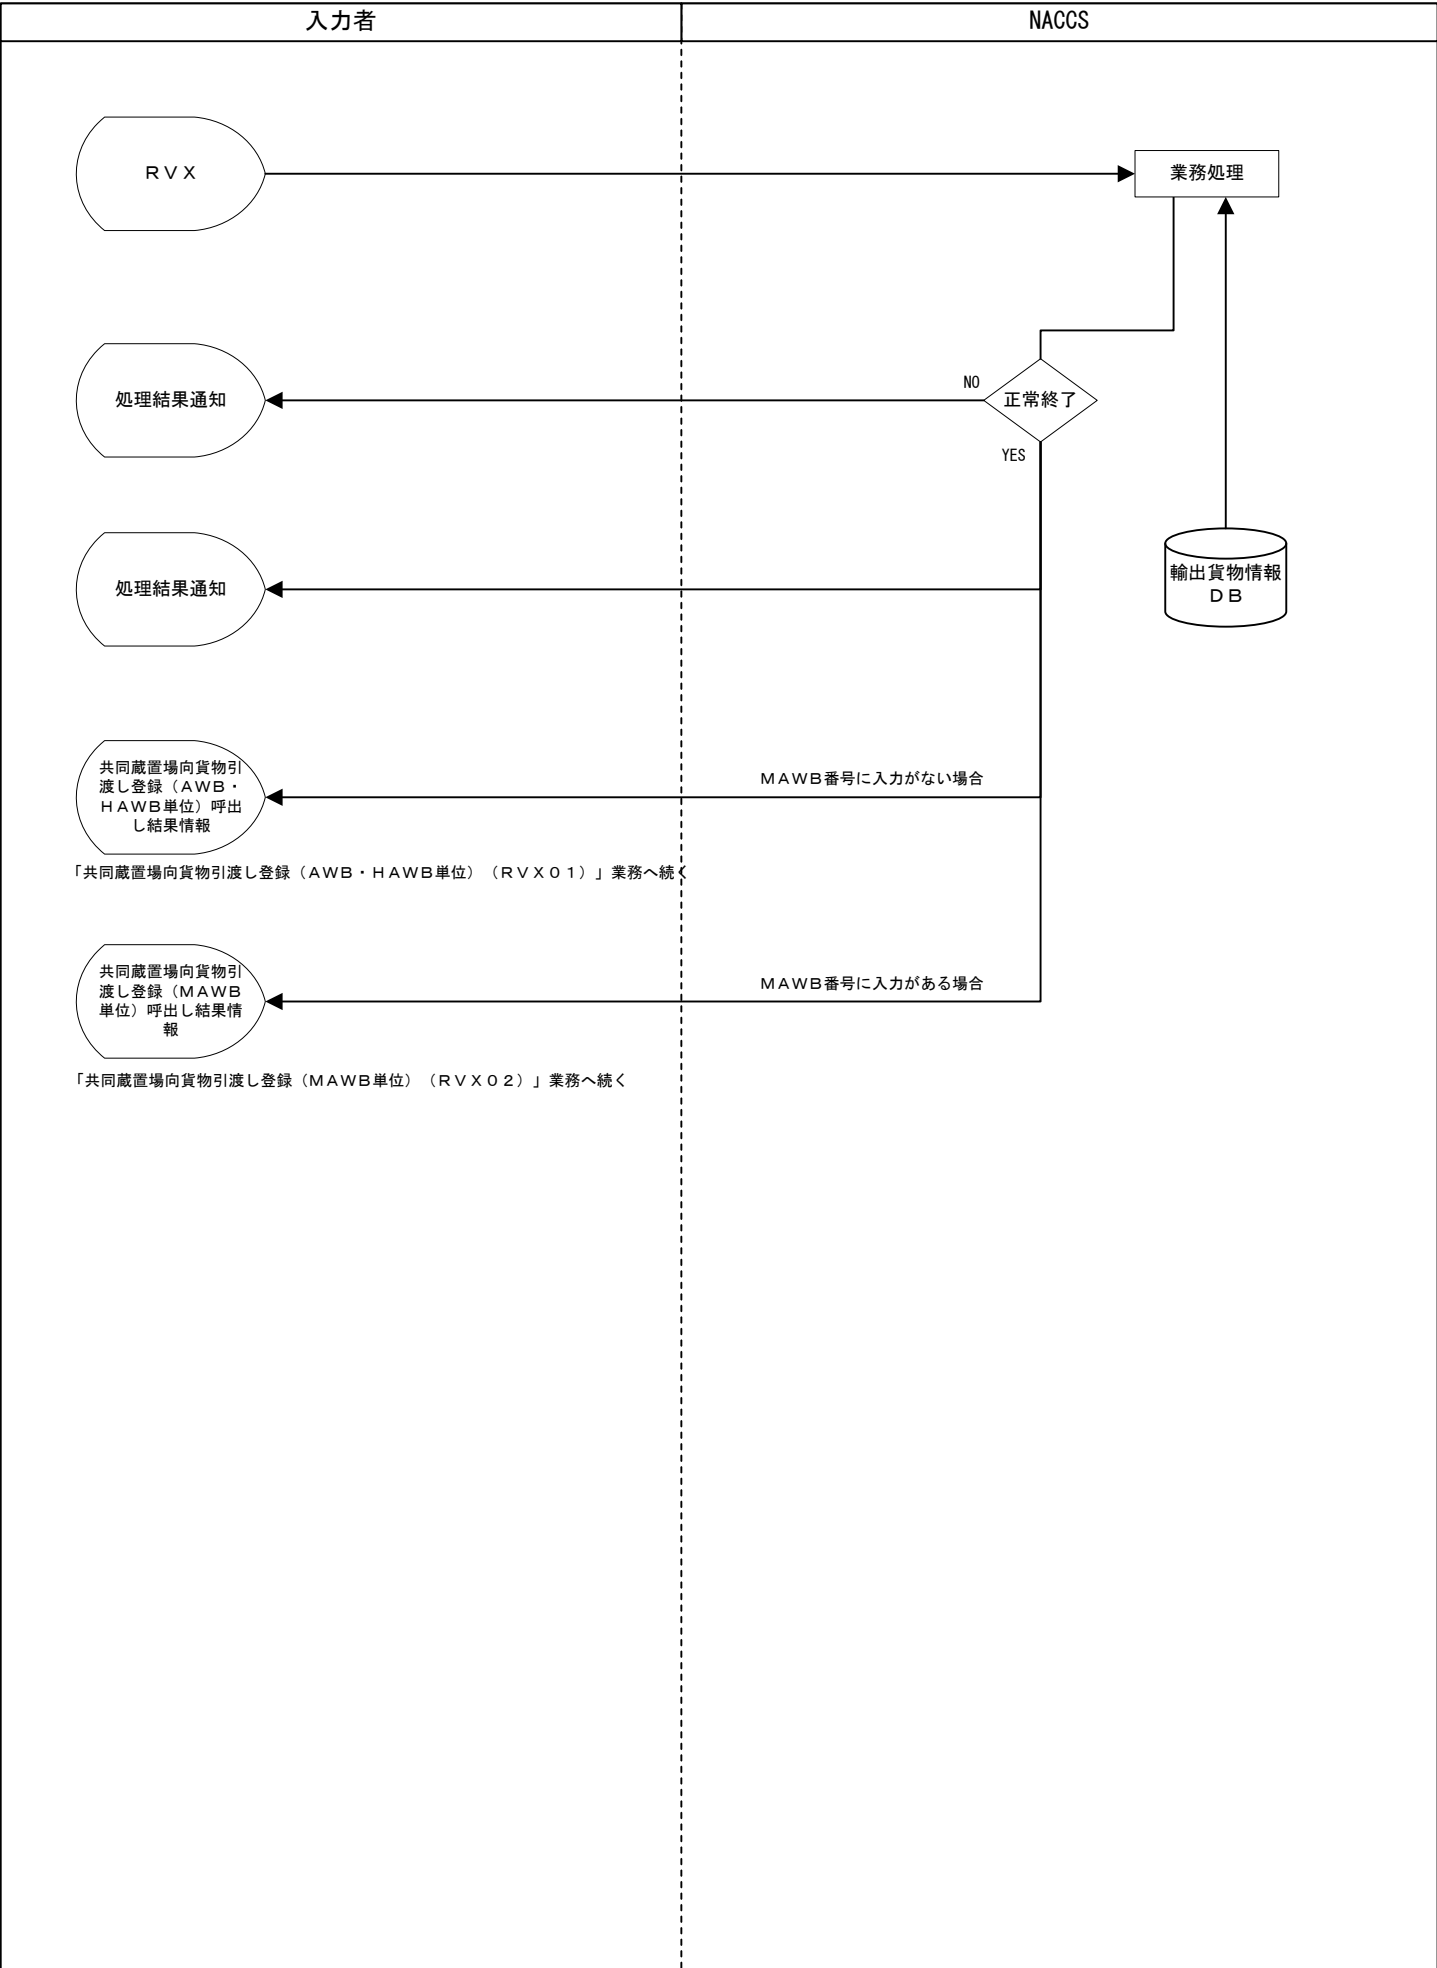 入力者
NACCS
ＲＶＸ
業務処理
処理結果通知
NO
正常終了
YES
処理結果通知
輸出貨物情報
ＤＢ
共同蔵置場向貨物引
渡し登録（ＡＷＢ・
ＨＡＷＢ単位）呼出
し結果情報
ＭＡＷＢ番号に入力がない場合
「共同蔵置場向貨物引渡し登録（ＡＷＢ・ＨＡＷＢ単位）（ＲＶＸ０１）」業務へ続く
共同蔵置場向貨物引
渡し登録（ＭＡＷＢ
単位）呼出し結果情
報
ＭＡＷＢ番号に入力がある場合
「共同蔵置場向貨物引渡し登録（ＭＡＷＢ単位）（ＲＶＸ０２）」業務へ続く